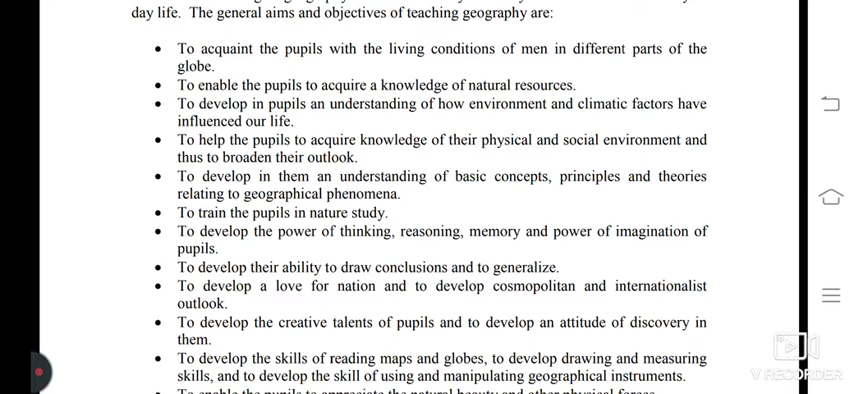 day life. The general aims and objectives of teaching geography are:
• To acquaint the pupils with the living conditions of men in different parts of the
globe.
• To enable the pupils to acquire a knowledge of natural resources.
• To develop in pupils an understanding of how environment and climatic factors have
influenced our life.
• To help the pupils to acquire knowledge of their physical and social environment and
thus to broaden their outlook.
• To develop in them an understanding of basic concepts, principles and theories
relating to geographical phenomena.
• To train the pupils in nature study.
• To develop the power of thinking, reasoning, memory and power of imagination of
pupils.
• To develop their ability to draw conclusions and to generalize.
• To develop a love for nation and to develop cosmopolitan and internationalist
outlook.
• To develop the creative talents of pupils and to develop an attitude of discovery in
them.
• To develop the skills of reading maps and globes, to develop drawing and measuring
skills, and to develop the skill of using and manipulating geographical instruments.
• To enable the pupils to appreciate the natural beauty and other physical forces.
V RECORDER